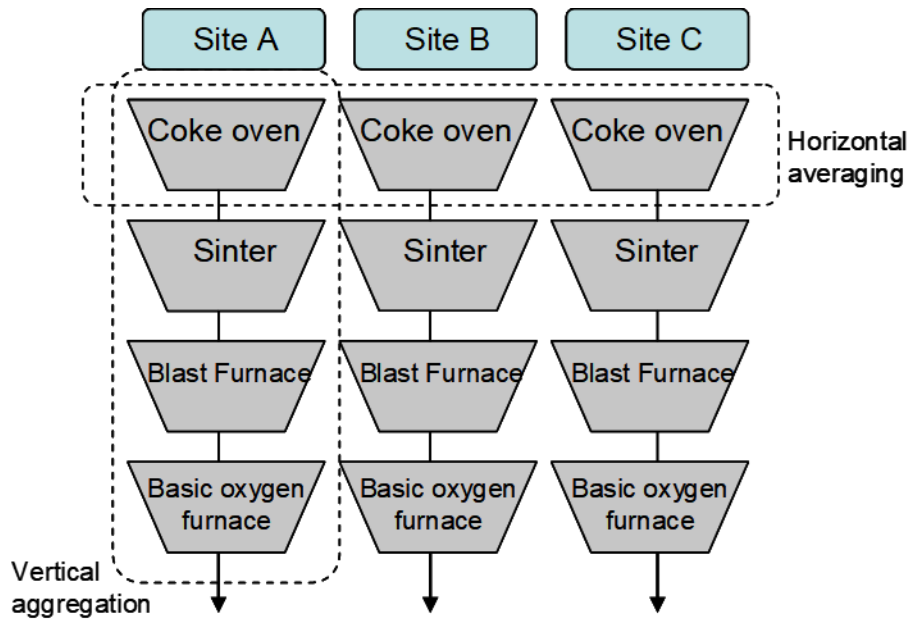 Site A
Site B
Site C
Coke oven
Coke oven
Coke oven
Horizontal
averaging
Sinter
Sinter
Sinter
Blast Furnace
Blast Furnace
Blast Furnace
Basic oxygen
furnace
Basic oxygen
furnace
Basic oxygen
furnace
Vertical
aggregation